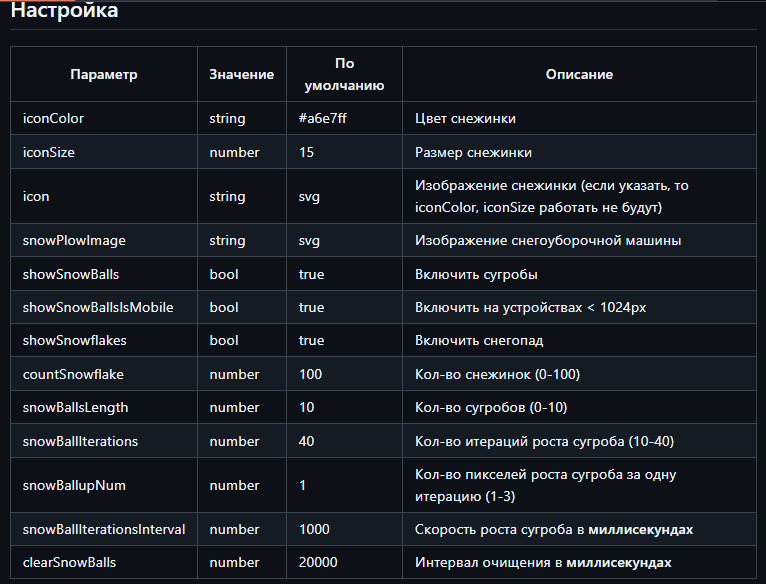 Настройка
Параметр Значение По умолчанию Описание
iconColor string #a6e7ff Цвет снежинки
iconSize number 15 Размер снежинки
icon string svg Изображение снежинки (если указать, то
iconColor, iconSize работать не будут)
snowPlowImage string svg Изображение снегоуборочной машины
showSnowBalls bool true Включить сугробы
showSnowBallsIsMobile bool true Включить на устройствах < 1024px
showSnowflakes bool true Включить снегопад
countSnowflake number 100 Кол-во снежинок (0-100)
snowBallsLength number 10 Кол-во сугробов (0-10)
snowBallIterations number 40 Кол-во итераций роста сугроба (10-40)
snowBallupNum number 1 Кол-во пикселей роста сугроба за одну
итерацию (1-3)
snowBallIterationsInterval number 1000 Скорость роста сугроба в миллисекундах
clearSnowBalls number 20000 Интервал очищения в миллисекундах